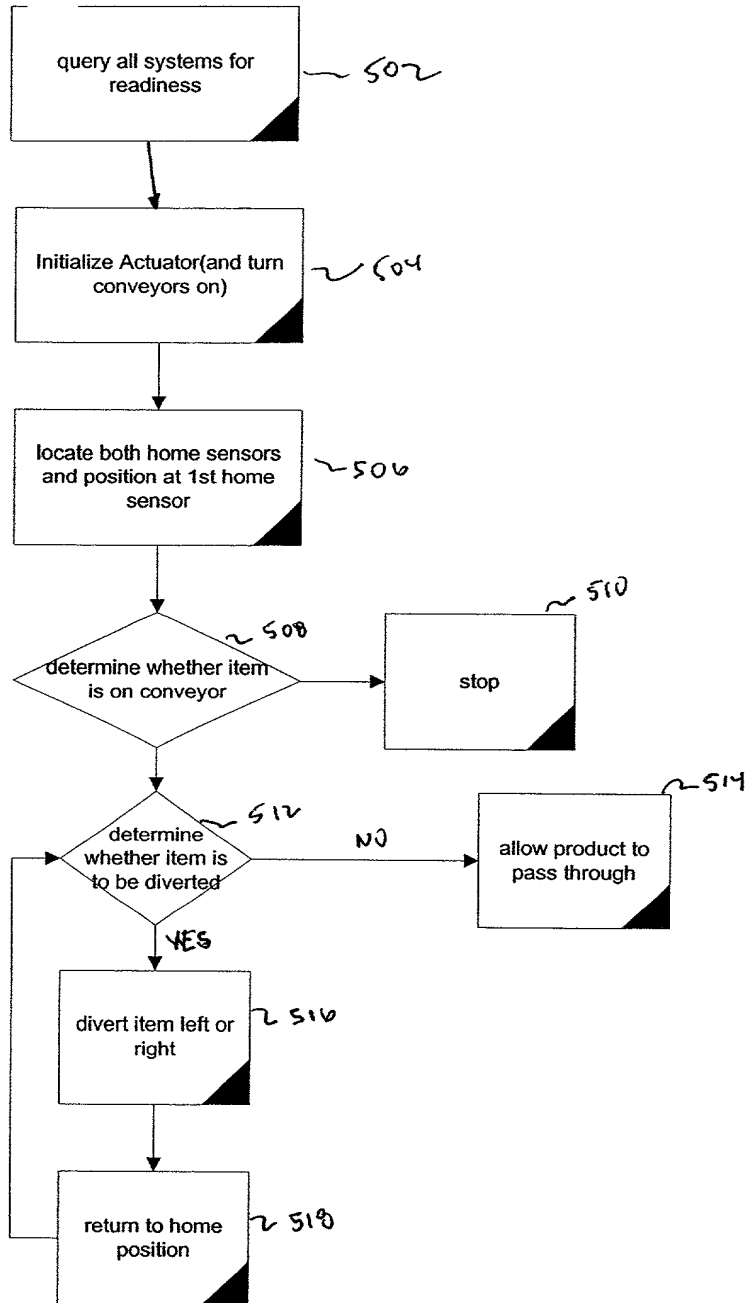 query all systems for
readiness
502
Initialize Actuator(and turn
conveyors on)
504
locate both home sensors
and position at 1st home
sensor
506
508
determine whether item
is on conveyor
510
stop
512
determine
whether item is
to be diverted
NO
514
allow product to
pass through
YES
divert item left or
right
516
return to home
position
518